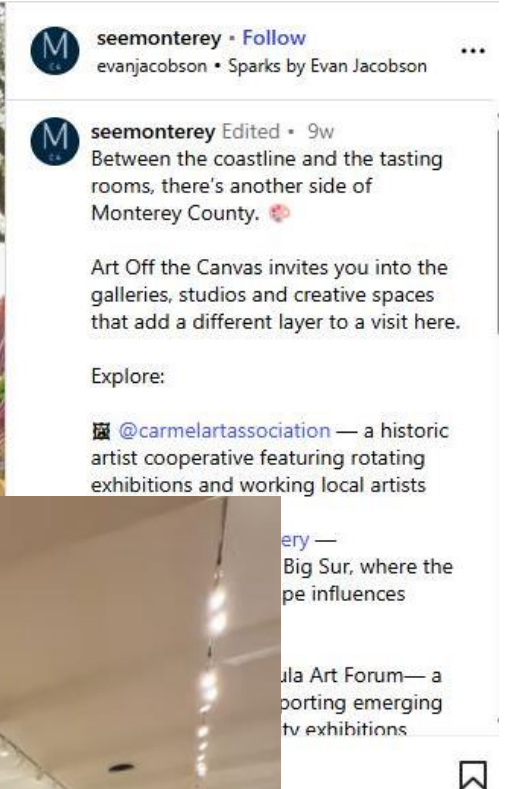 seemonterey • Follow
evanjacobson • Sparks by Evan Jacobson
seemonterey Edited • 9w
Between the coastline and the tasting
rooms, there's another side of
Monterey County. 🎨
Art Off the Canvas invites you into the
galleries, studios and creative spaces
that add a different layer to a visit here.
Explore:
🖼 @carmelartassociation — a historic
artist cooperative featuring rotating
exhibitions and working local artists
ery —
Big Sur, where the
pe influences
ula Art Forum— a
porting emerging
ty exhibitions